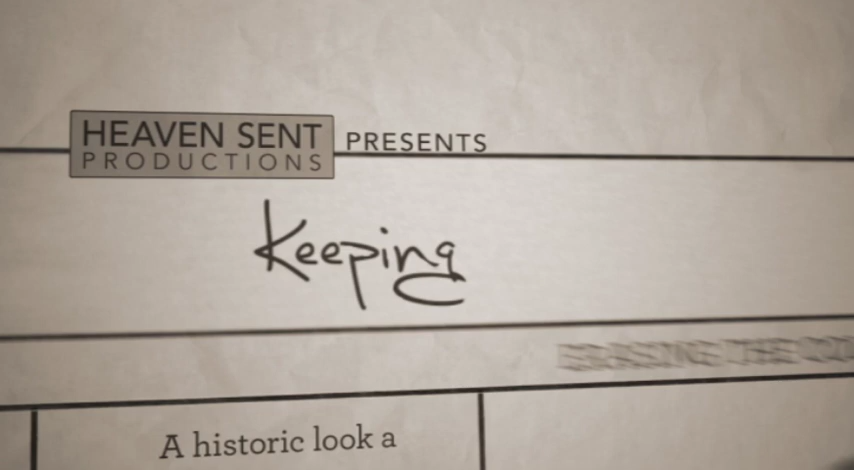 HEAVEN SENT PRESENTS
PRODUCTIONS
Keeping
A historic look a